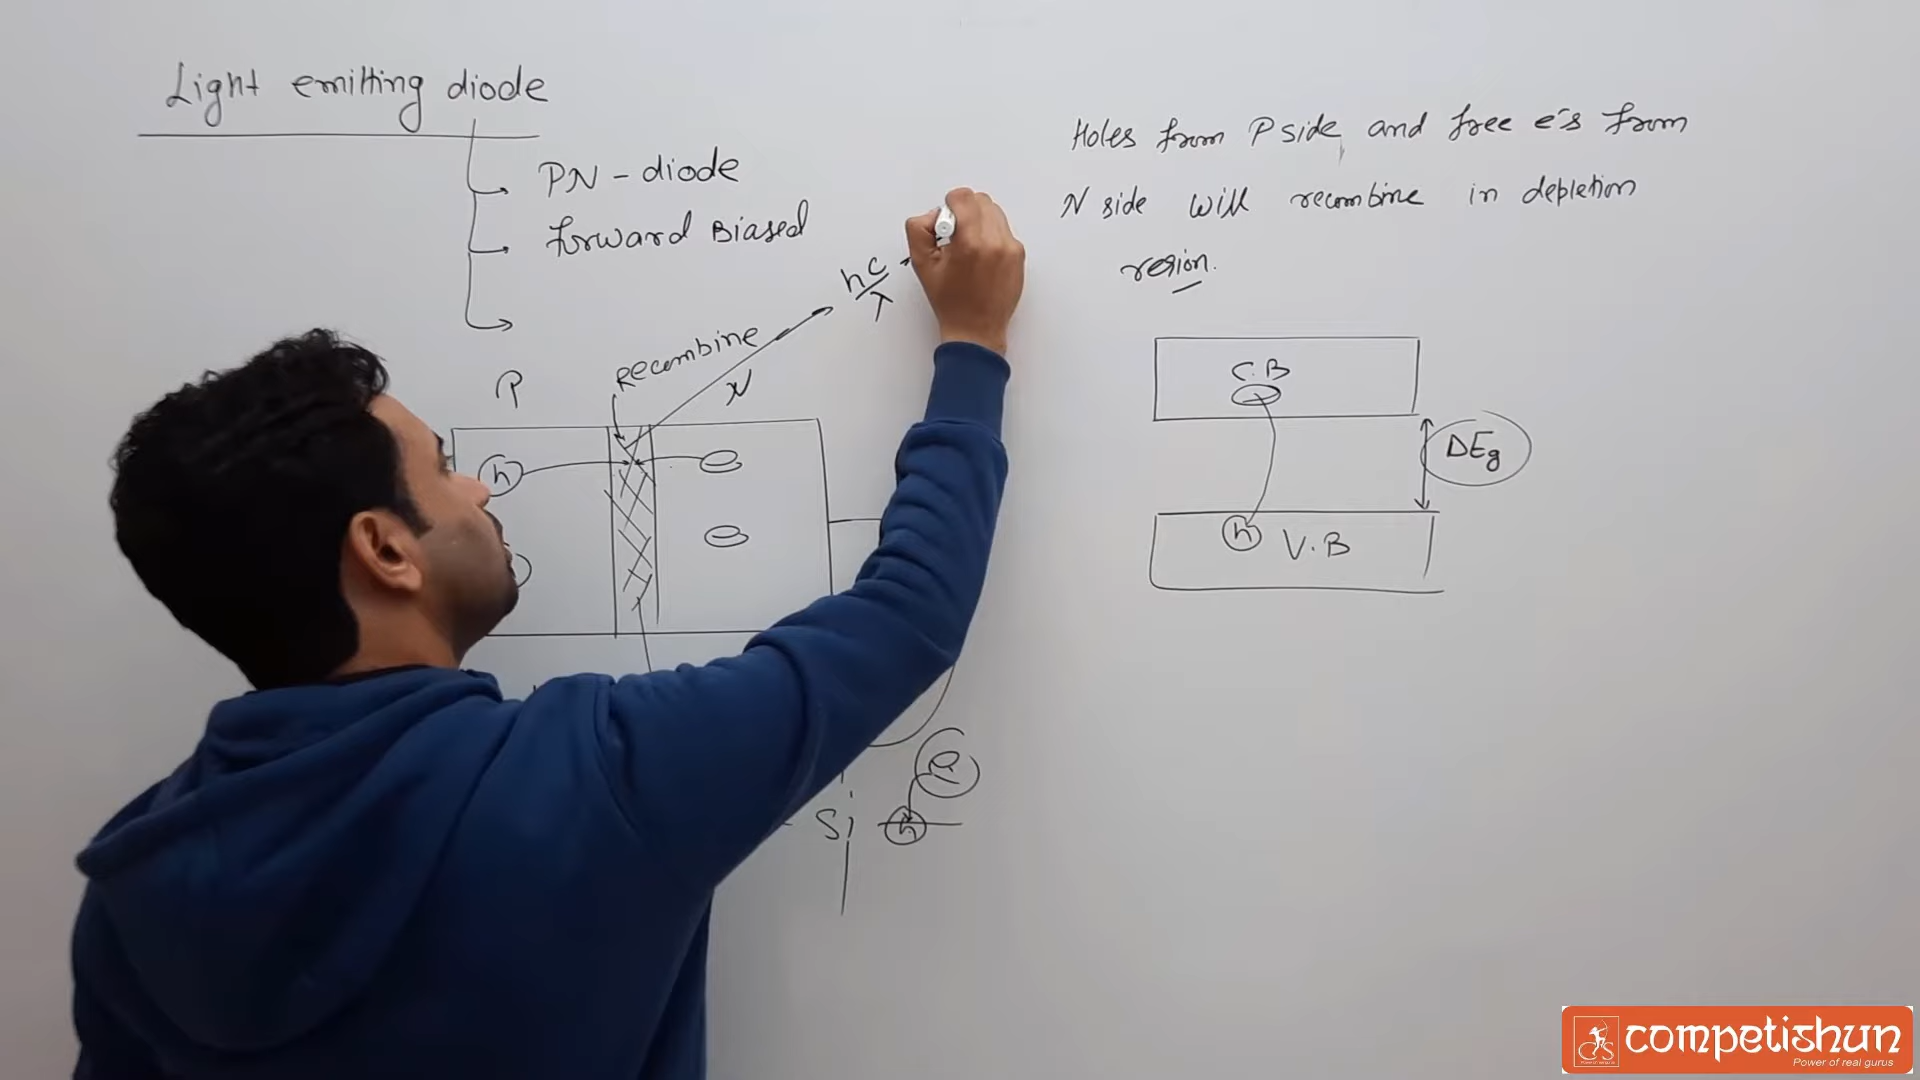 Light emitting diode
PN - diode
forward Biased
Holes from P side, and free e's from
N side will recombine in depletion
region.
hc/λ
Recombine
P
N
h
e
e
C.B
e
ΔEg
h
V.B
e
Si
h
competishun
Power of real gurus